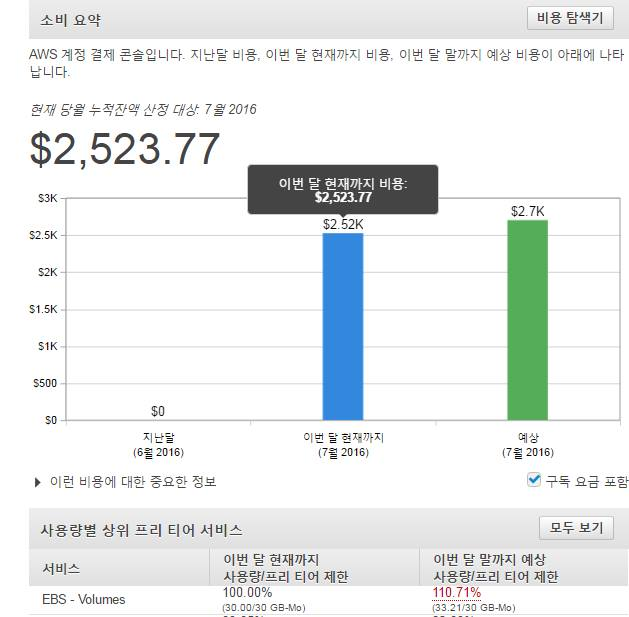 소비 요약
비용 탐색기
AWS 계정 결제 콘솔입니다. 지난달 비용, 이번 달 현재까지 비용, 이번 달 말까지 예상 비용이 아래에 나타
납니다.
현재 당월 누적잔액 산정 대상: 7월 2016
$2,523.77
이번 달 현재까지 비용:
$2,523.77
$3K
$2.5K
$2K
$1.5K
$1K
$500
$0
$0
$2.52K
$2.7K
지난달
(6월 2016)
이번 달 현재까지
(7월 2016)
예상
(7월 2016)
이런 비용에 대한 중요한 정보
구독 요금 포함
사용량별 상위 프리 티어 서비스
모두 보기
서비스
이번 달 현재까지
사용량/프리 티어 제한
이번 달 말까지 예상
사용량/프리 티어 제한
EBS - Volumes
100.00%
(30.00/30 GB-Mo)
110.71%
(33.21/30 GB-Mo)